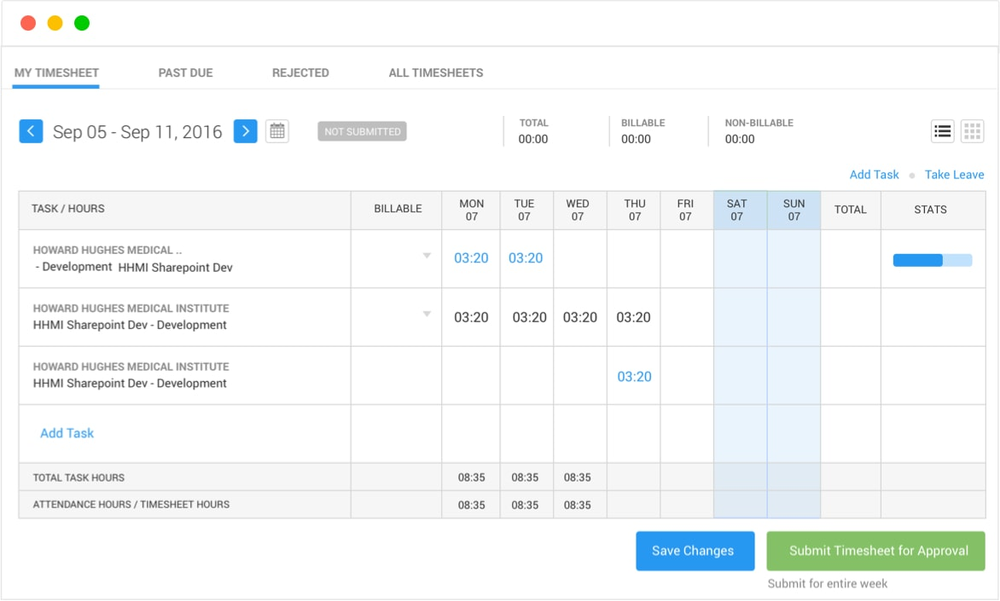 MY TIMESHEET PAST DUE REJECTED ALL TIMESHEETS
Sep 05 - Sep 11, 2016 NOT SUBMITTED
TOTAL BILLABLE NON-BILLABLE
00:00 00:00 00:00
Add Task Take Leave
TASK / HOURS BILLABLE MON TUE WED THU FRI SAT SUN TOTAL STATS
07 07 07 07 07 07 07
HOWARD HUGHES MEDICAL ..
- Development HHMI Sharepoint Dev 03:20 03:20
HOWARD HUGHES MEDICAL INSTITUTE
HHMI Sharepoint Dev - Development 03:20 03:20 03:20 03:20
HOWARD HUGHES MEDICAL INSTITUTE
HHMI Sharepoint Dev - Development 03:20
Add Task
TOTAL TASK HOURS 08:35 08:35 08:35
ATTENDANCE HOURS / TIMESHEET HOURS 08:35 08:35 08:35
Save Changes Submit Timesheet for Approval
Submit for entire week